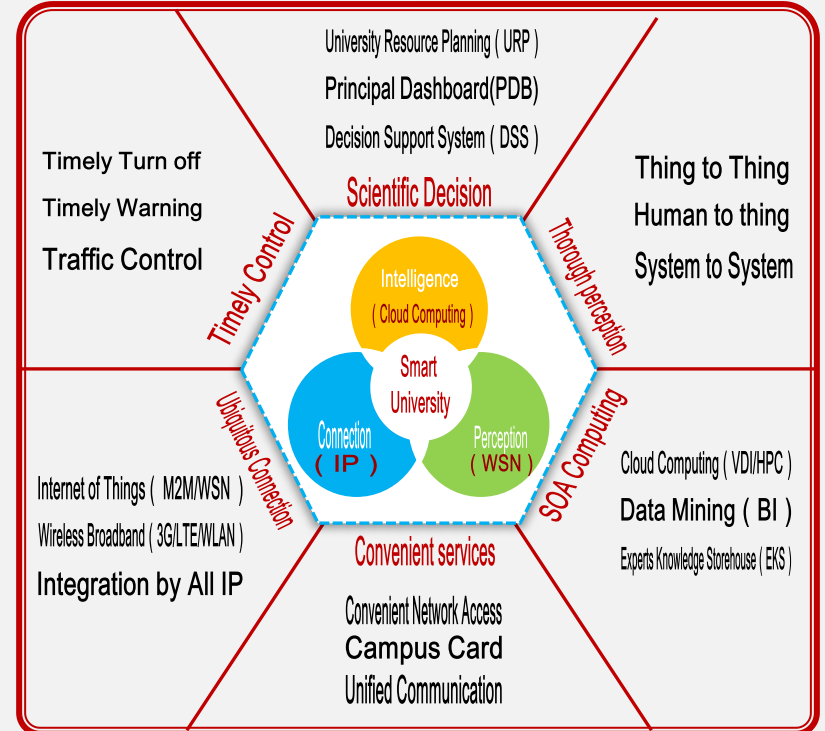 University Resource Planning ( URP )
Principal Dashboard(PDB)
Decision Support System ( DSS )
Scientific Decision
Timely Turn off
Timely Warning
Traffic Control
Timely Control
Thing to Thing
Human to thing
System to System
Thorough perception
Intelligence
( Cloud Computing )
Smart
University
Connection
( IP )
Perception
( WSN )
Ubiquitous Connection
Internet of Things ( M2M/WSN )
Wireless Broadband ( 3G/LTE/WLAN )
Integration by All IP
SOA Computing
Cloud Computing ( VDI/HPC )
Data Mining ( BI )
Experts Knowledge Storehouse ( EKS )
Convenient services
Convenient Network Access
Campus Card
Unified Communication